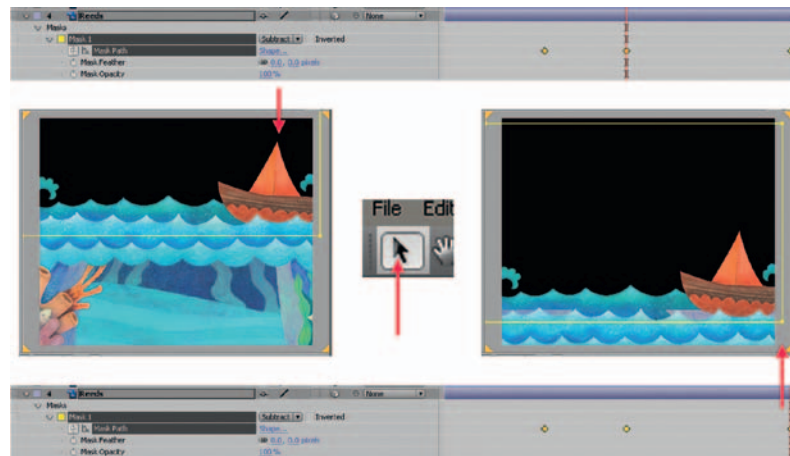 4 Reeds None
Masks
Mask 1 Subtract Inverted
Mask Path Shape...
Mask Feather 0.0, 0.0 pixels
Mask Opacity 100 %
File Edit
4 Reeds None
Masks
Mask 1 Subtract Inverted
Mask Path Shape...
Mask Feather 0.0, 0.0 pixels
Mask Opacity 100 %